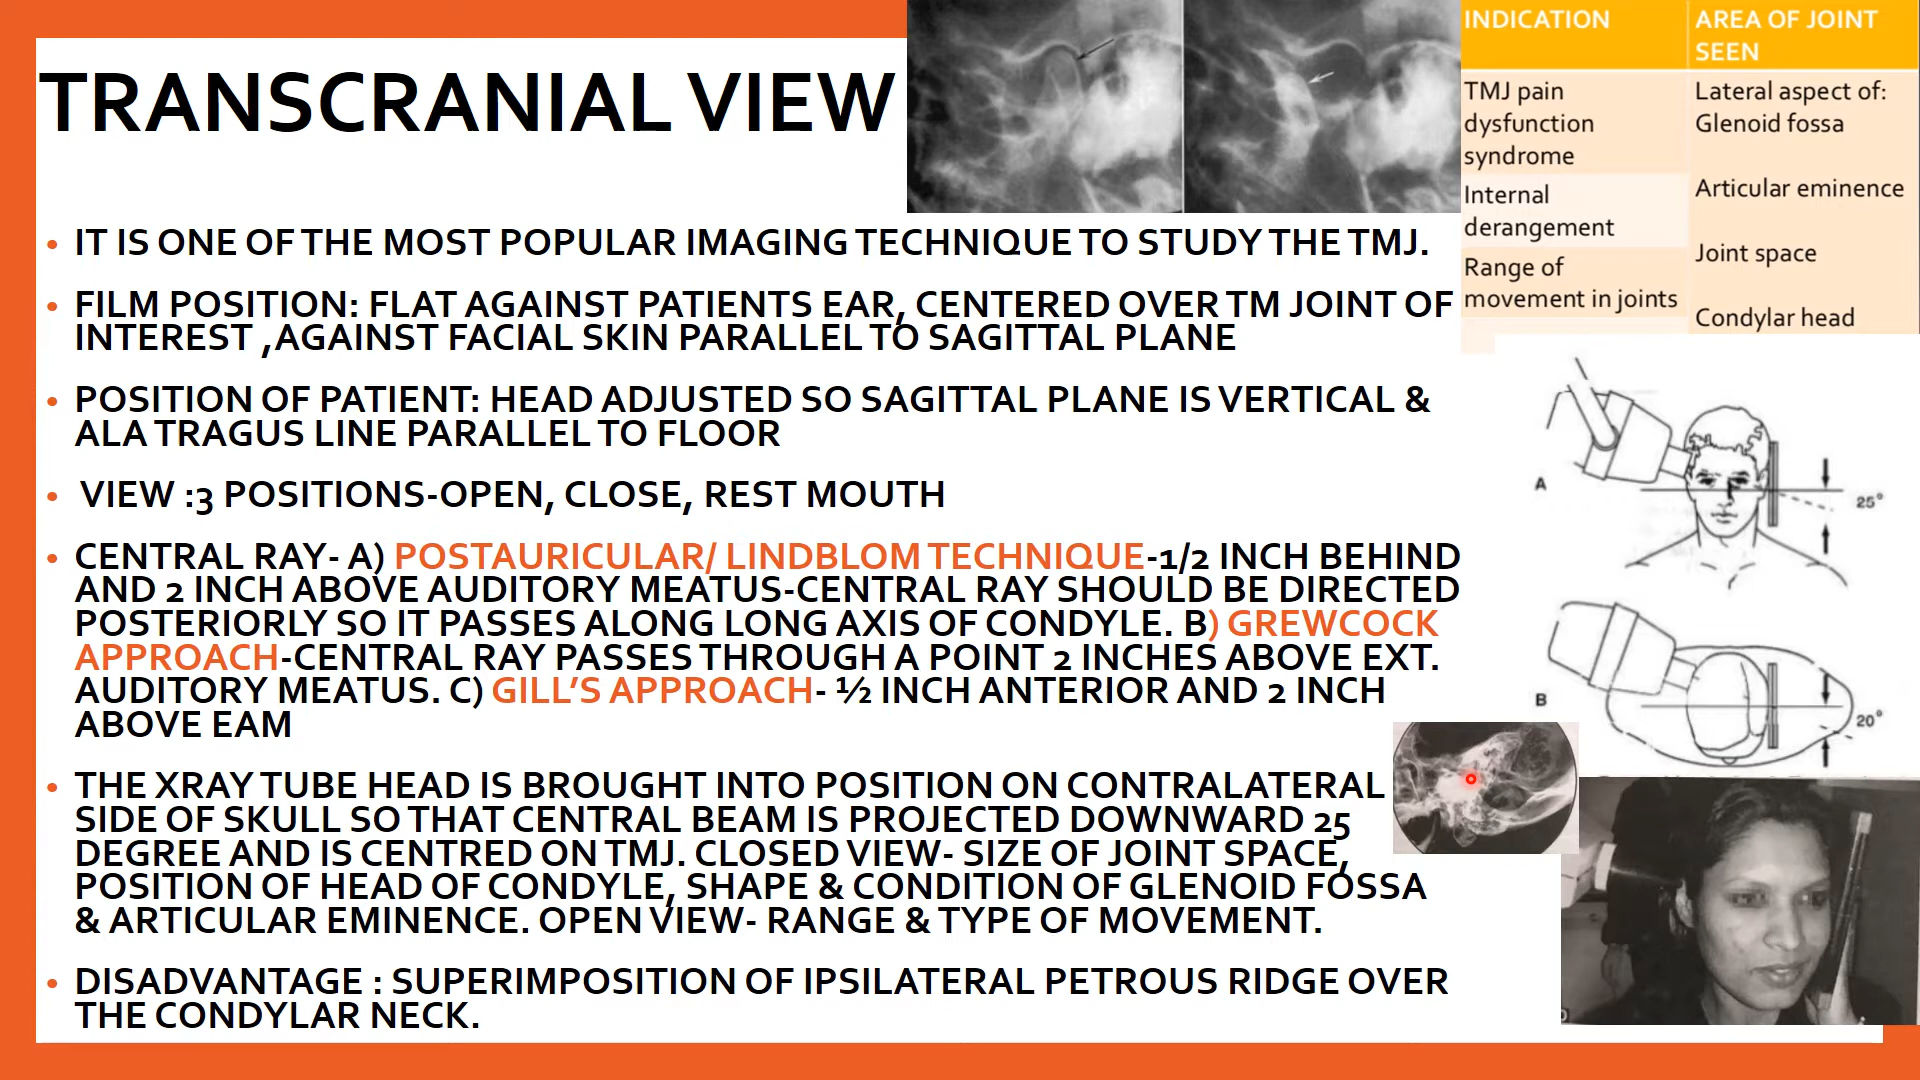 TRANSCRANIAL VIEW
• IT IS ONE OF THE MOST POPULAR IMAGING TECHNIQUE TO STUDY THE TMJ.
• FILM POSITION: FLAT AGAINST PATIENTS EAR, CENTERED OVER TM JOINT OF
INTEREST ,AGAINST FACIAL SKIN PARALLEL TO SAGITTAL PLANE
• POSITION OF PATIENT: HEAD ADJUSTED SO SAGITTAL PLANE IS VERTICAL &
ALA TRAGUS LINE PARALLEL TO FLOOR
• VIEW :3 POSITIONS-OPEN, CLOSE, REST MOUTH
• CENTRAL RAY- A) POSTAURICULAR/ LINDBLOM TECHNIQUE-1/2 INCH BEHIND
AND 2 INCH ABOVE AUDITORY MEATUS-CENTRAL RAY SHOULD BE DIRECTED
POSTERIORLY SO IT PASSES ALONG LONG AXIS OF CONDYLE. B) GREWCOCK
APPROACH-CENTRAL RAY PASSES THROUGH A POINT 2 INCHES ABOVE EXT.
AUDITORY MEATUS. C) GILL'S APPROACH- ½ INCH ANTERIOR AND 2 INCH
ABOVE EAM
• THE XRAY TUBE HEAD IS BROUGHT INTO POSITION ON CONTRALATERAL
SIDE OF SKULL SO THAT CENTRAL BEAM IS PROJECTED DOWNWARD 25
DEGREE AND IS CENTRED ON TMJ. CLOSED VIEW- SIZE OF JOINT SPACE,
POSITION OF HEAD OF CONDYLE, SHAPE & CONDITION OF GLENOID FOSSA
& ARTICULAR EMINENCE. OPEN VIEW- RANGE & TYPE OF MOVEMENT.
• DISADVANTAGE : SUPERIMPOSITION OF IPSILATERAL PETROUS RIDGE OVER
THE CONDYLAR NECK.
INDICATION
TMJ pain
dysfunction
syndrome
Internal
derangement
Range of
movement in joints
AREA OF JOINT
SEEN
Lateral aspect of:
Glenoid fossa
Articular eminence
Joint space
Condylar head
A
25°
B
20°